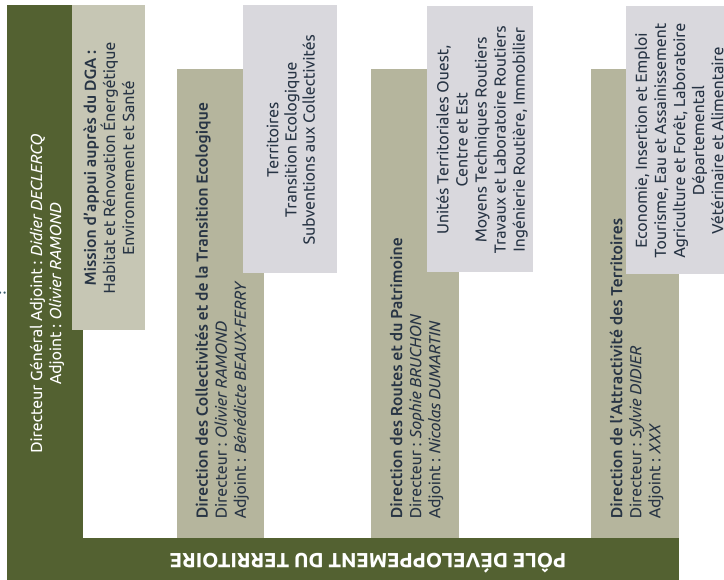 PÔLE DÉVELOPPEMENT DU TERRITOIRE
Directeur Général Adjoint : Didier DECLERCQ
Adjoint : Olivier RAMOND
Mission d'appui auprès du DGA :
Habitat et Rénovation Énergétique
Environnement et Santé
Direction des Collectivités et de la Transition Ecologique
Directeur : Olivier RAMOND
Adjoint : Bénédicte BEAUX-FERRY
Territoires
Transition Ecologique
Subventions aux Collectivités
Direction des Routes et du Patrimoine
Directeur : Sophie BRUCHON
Adjoint : Nicolas DUMARTIN
Unités Territoriales Ouest,
Centre et Est
Moyens Techniques Routiers
Travaux et Laboratoire Routiers
Ingénierie Routière, Immobilier
Direction de l'Attractivité des Territoires
Directeur : Sylvie DIDIER
Adjoint : XXX
Economie, Insertion et Emploi
Tourisme, Eau et Assainissement
Agriculture et Forêt, Laboratoire
Départemental
Vétérinaire et Alimentaire